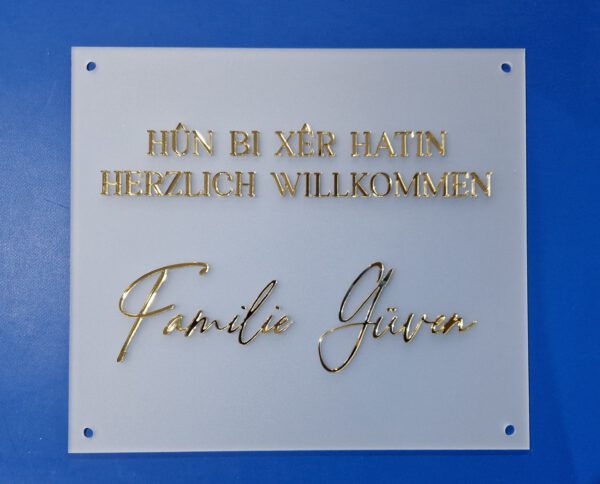 HÛN BI XÊR HATIN
HERZLICH WILLKOMMEN
Familie Güven